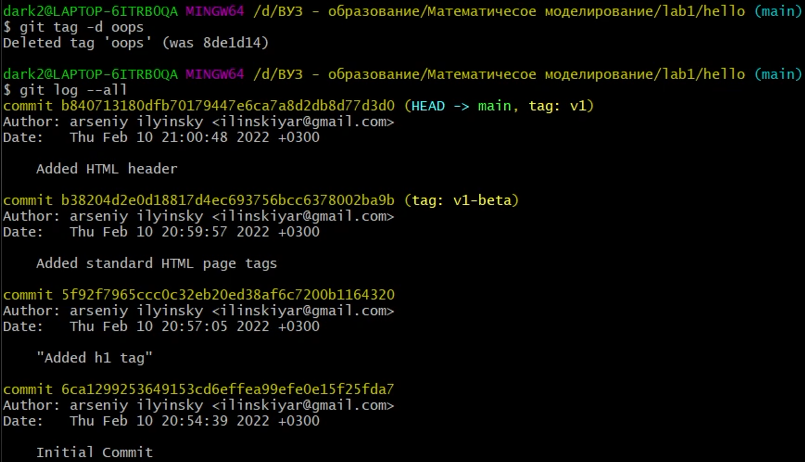 dark2@LAPTOP-6ITRB0QA MINGW64 /d/ВУЗ - образование/Математичесое моделирование/lab1/hello (main)
$ git tag -d oops
Deleted tag 'oops' (was 8de1d14)
dark2@LAPTOP-6ITRB0QA MINGW64 /d/ВУЗ - образование/Математичесое моделирование/lab1/hello (main)
$ git log --all
commit b840713180dfb70179447e6ca7a8d2db8d77d3d0 (HEAD -> main, tag: v1)
Author: arseniy ilyinsky <ilinskiyar@gmail.com>
Date:   Thu Feb 10 21:00:48 2022 +0300
Added HTML header
commit b38204d2e0d18817d4ec693756bcc6378002ba9b (tag: v1-beta)
Author: arseniy ilyinsky <ilinskiyar@gmail.com>
Date:   Thu Feb 10 20:59:57 2022 +0300
Added standard HTML page tags
commit 5f92f7965ccc0c32eb20ed38af6c7200b1164320
Author: arseniy ilyinsky <ilinskiyar@gmail.com>
Date:   Thu Feb 10 20:57:05 2022 +0300
"Added h1 tag"
commit 6ca1299253649153cd6effea99efe0e15f25fda7
Author: arseniy ilyinsky <ilinskiyar@gmail.com>
Date:   Thu Feb 10 20:54:39 2022 +0300
Initial Commit